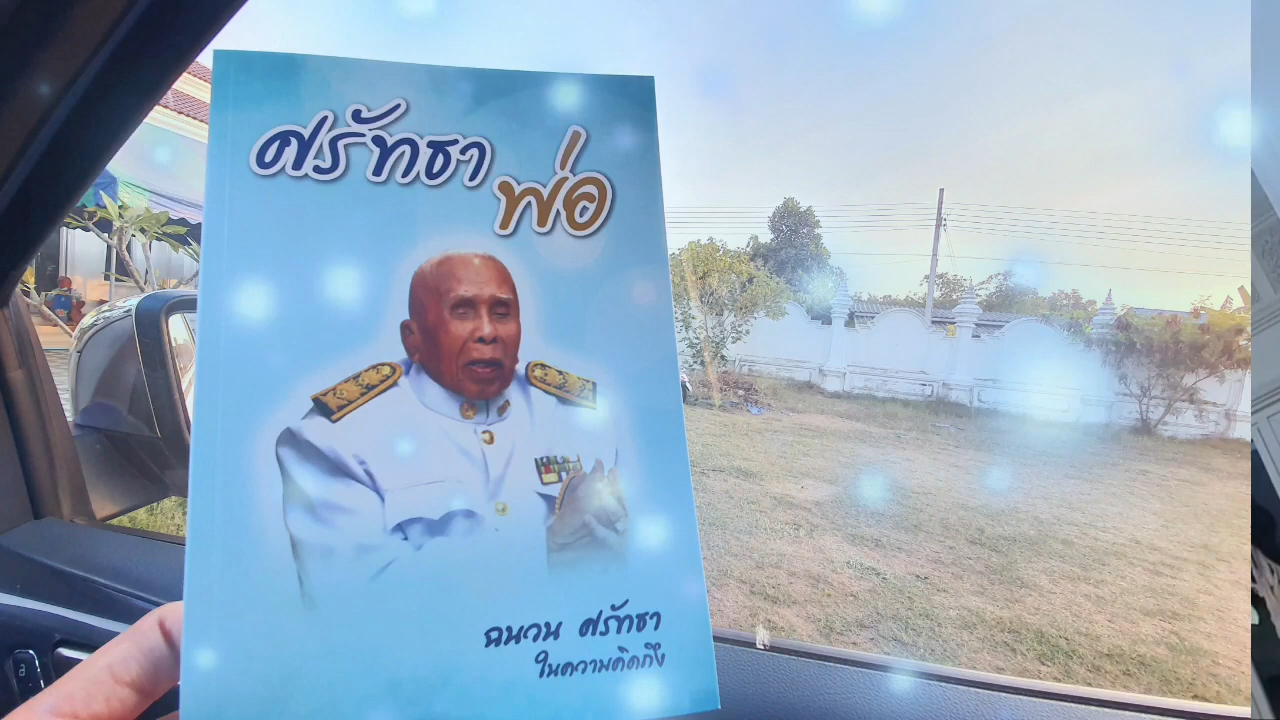 ศรัทธา
พ่อ
ฉนวน ศรัทธา
ในความคิดถึง